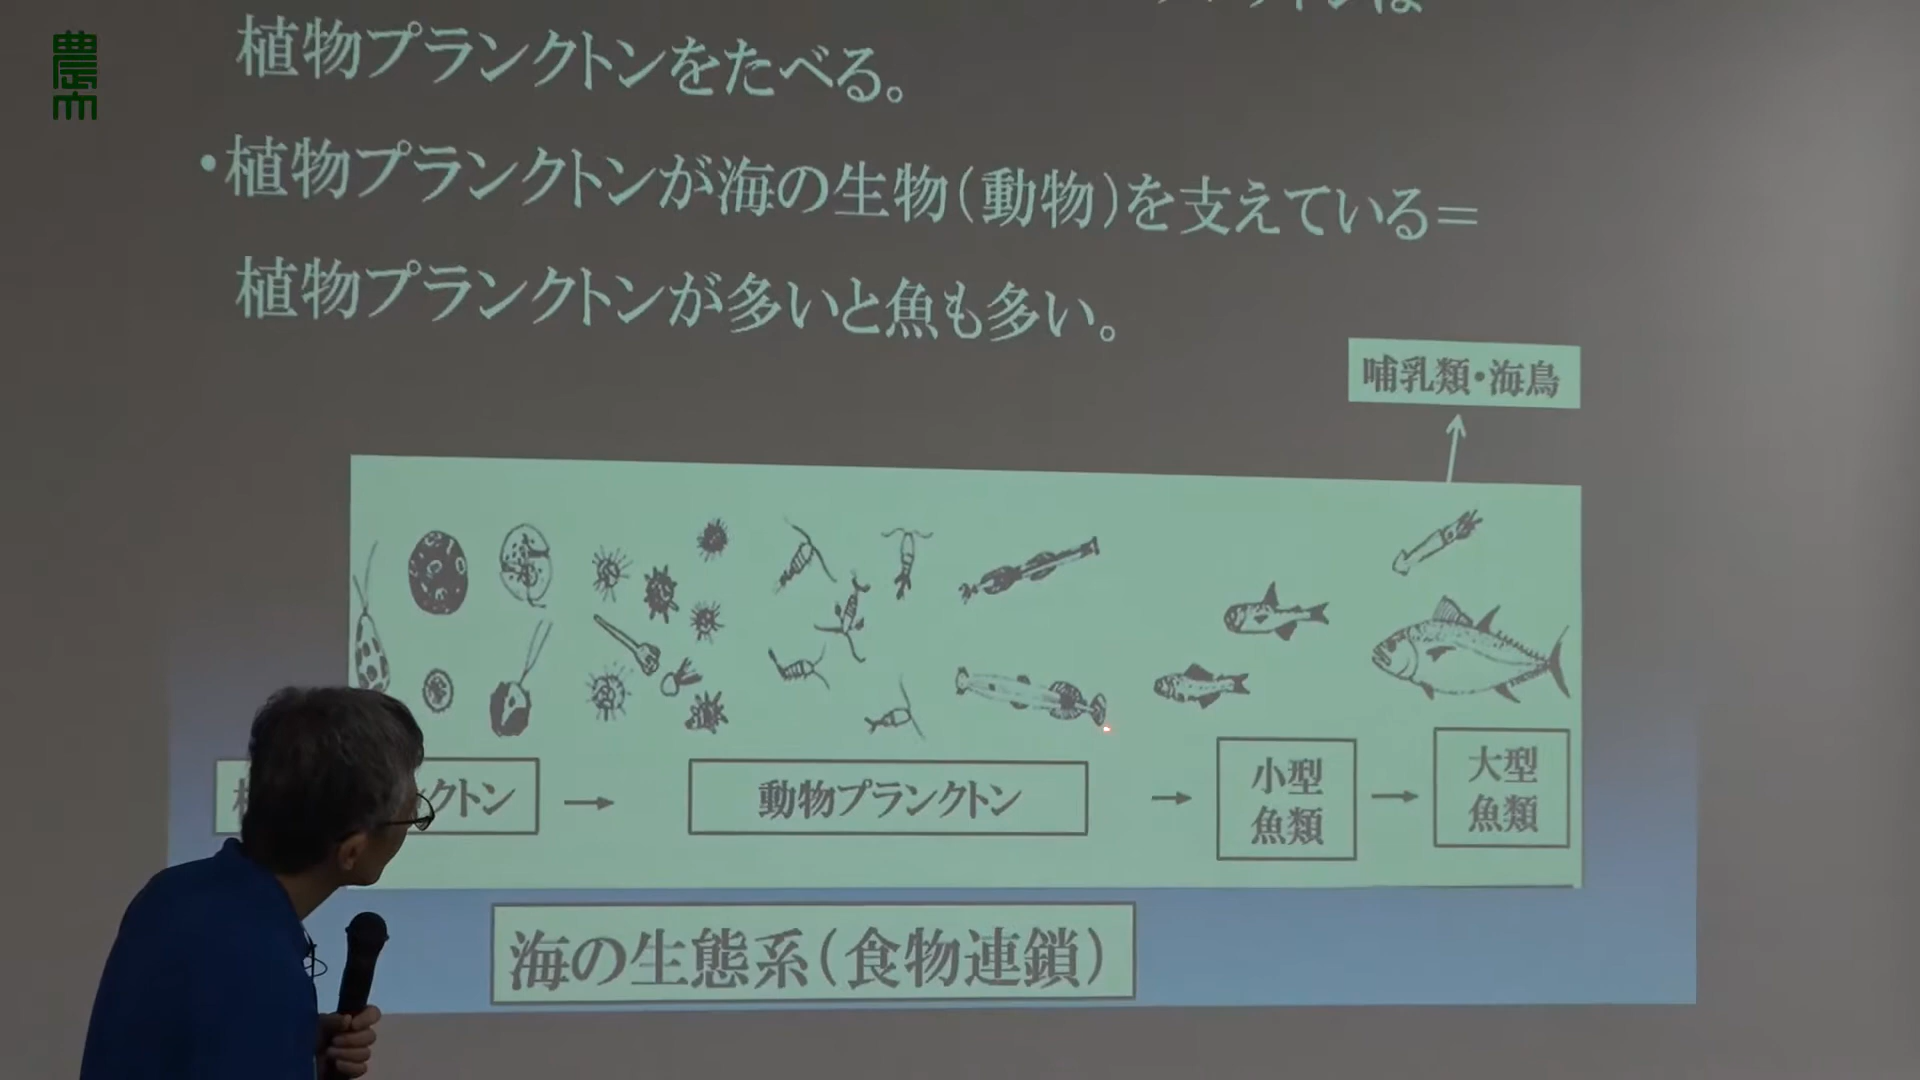 植物プランクトンをたべる。
・植物プランクトンが海の生物(動物)を支えている=
植物プランクトンが多いと魚も多い。
哺乳類・海鳥
クトン
→
動物プランクトン
→
小型
魚類
→
大型
魚類
海の生態系(食物連鎖)